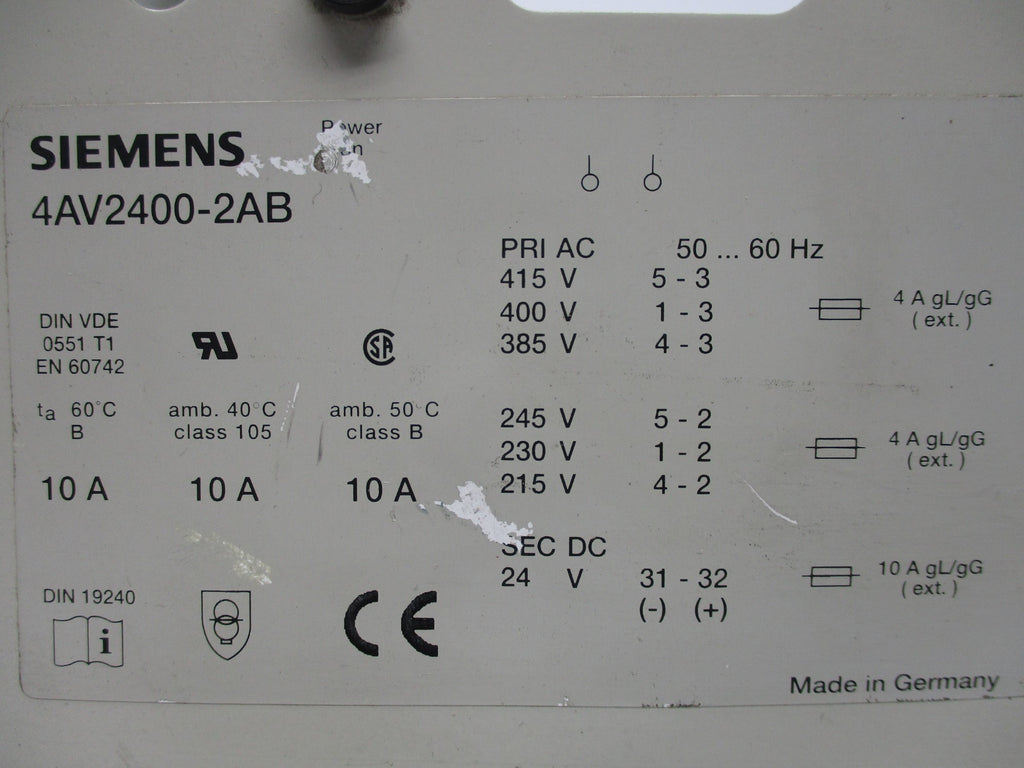 SIEMENS
Power
4AV2400-2AB
DIN VDE
0551 T1
EN 60742
ta 60°C
B
10 A
amb. 40°C
class 105
10 A
SA
amb. 50°C
class B
10 A
DIN 19240
i
CE
PRI AC 50 ... 60 Hz
415 V 5 - 3
400 V 1 - 3
385 V 4 - 3
4 A gL/gG
( ext. )
245 V 5 - 2
230 V 1 - 2
215 V 4 - 2
4 A gL/gG
( ext. )
SEC DC
24 V 31 - 32
(-) (+)
10 A gL/gG
( ext. )
Made in Germany